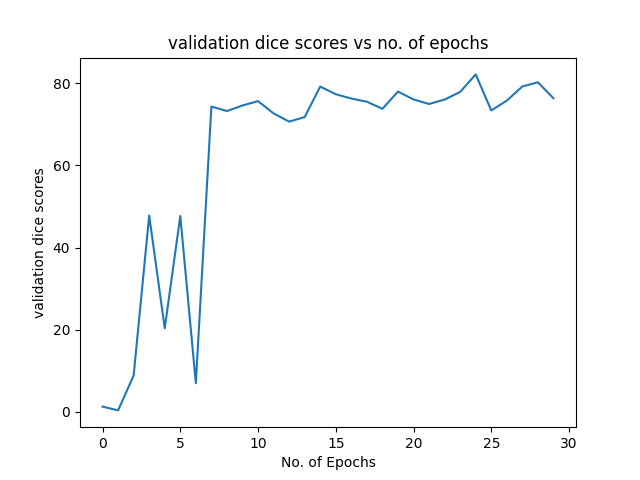 validation dice scores vs no. of epochs
validation dice scores
80
60
40
20
0
0 5 10 15 20 25 30
No. of Epochs